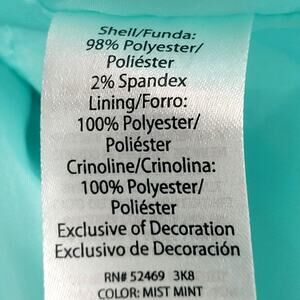 Shell/Funda:
98% Polyester/
Poliéster
2% Spandex
Lining/Forro:
100% Polyester/
Poliéster
Crinoline/Crinolina:
100% Polyester/
Poliéster
Exclusive of Decoration
Exclusivo de Decoración
RN# 52469 3K8
COLOR: MIST MINT